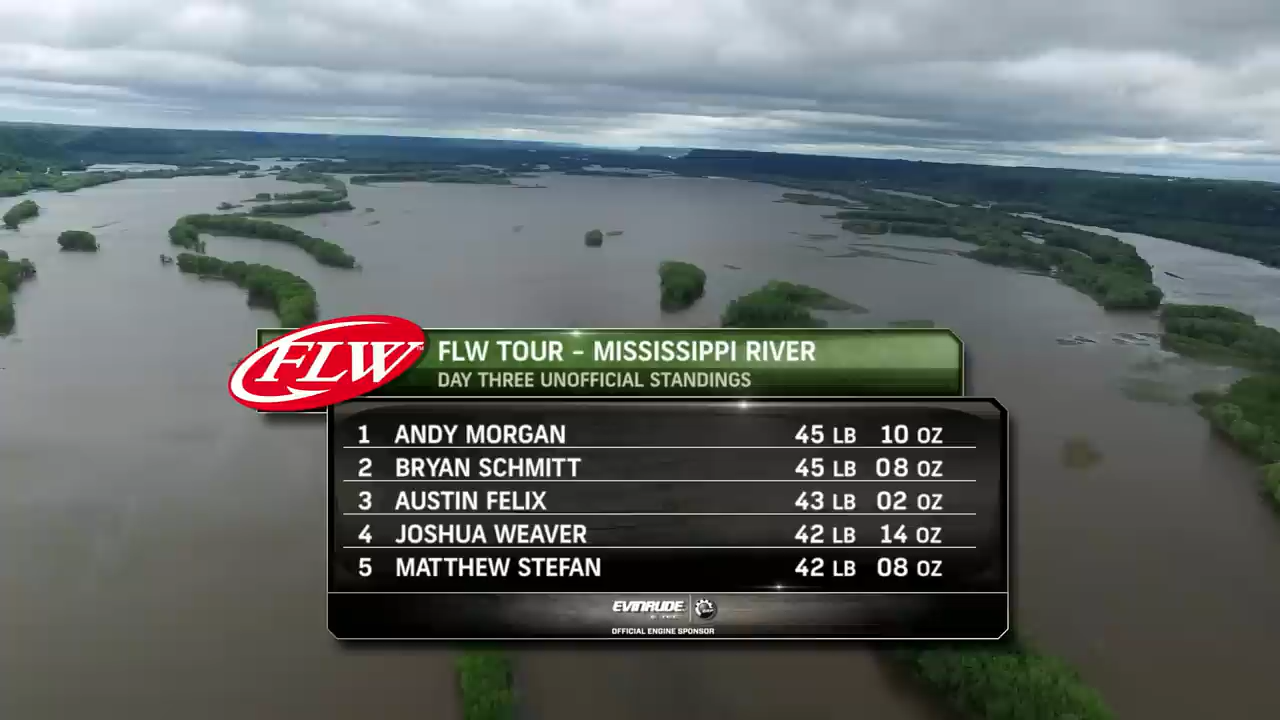 FLW
FLW TOUR - MISSISSIPPI RIVER
DAY THREE UNOFFICIAL STANDINGS
1 ANDY MORGAN 45 LB 10 OZ
2 BRYAN SCHMITT 45 LB 08 OZ
3 AUSTIN FELIX 43 LB 02 OZ
4 JOSHUA WEAVER 42 LB 14 OZ
5 MATTHEW STEFAN 42 LB 08 OZ
EVINRUDE
OFFICIAL ENGINE SPONSOR